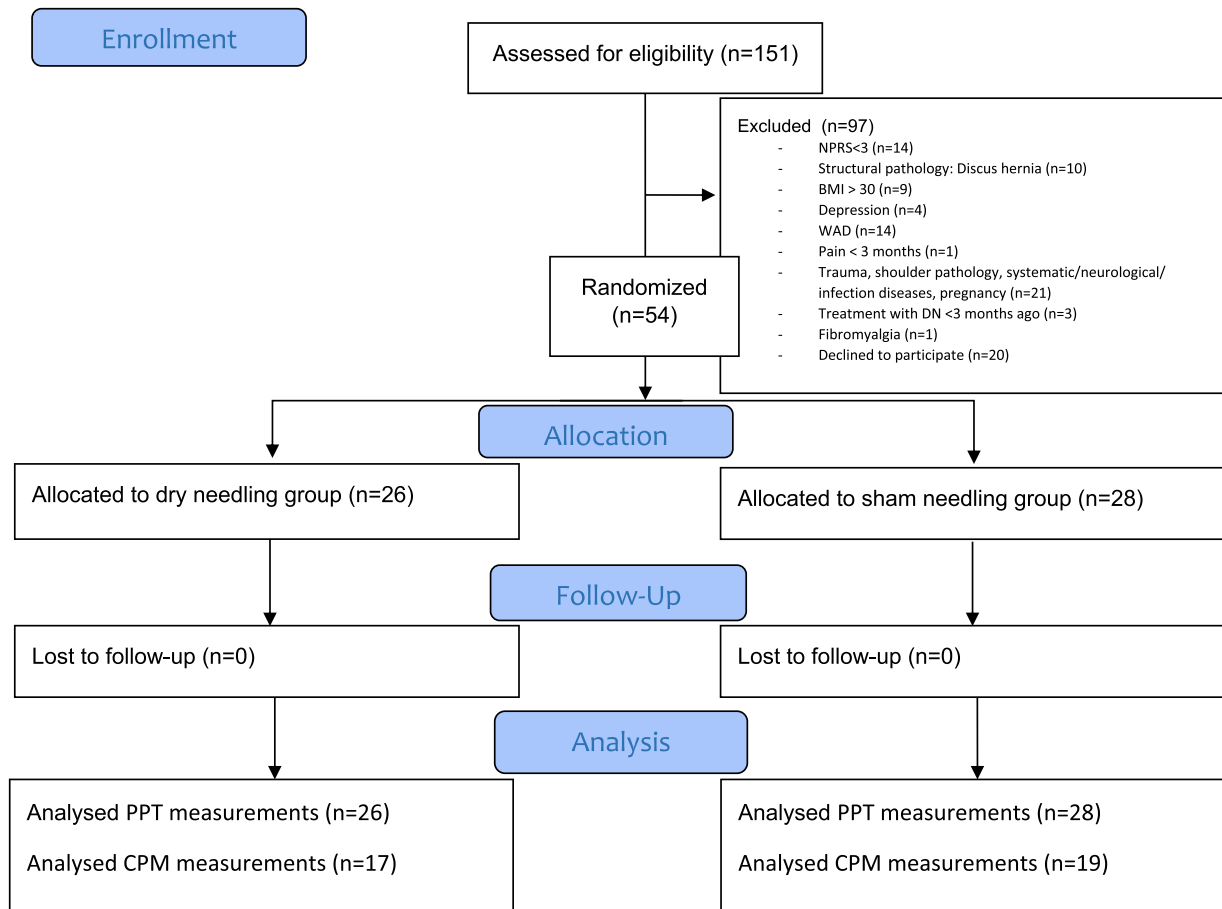 Enrollment
Assessed for eligibility (n=151)
Excluded (n=97)
- NPRS<3 (n=14)
- Structural pathology: Discus hernia (n=10)
- BMI > 30 (n=9)
- Depression (n=4)
- WAD (n=14)
- Pain < 3 months (n=1)
- Trauma, shoulder pathology, systematic/neurological/
infection diseases, pregnancy (n=21)
- Treatment with DN <3 months ago (n=3)
- Fibromyalgia (n=1)
- Declined to participate (n=20)
Randomized
(n=54)
Allocation
Allocated to dry needling group (n=26)
Allocated to sham needling group (n=28)
Follow-Up
Lost to follow-up (n=0)
Lost to follow-up (n=0)
Analysis
Analysed PPT measurements (n=26)
Analysed CPM measurements (n=17)
Analysed PPT measurements (n=28)
Analysed CPM measurements (n=19)